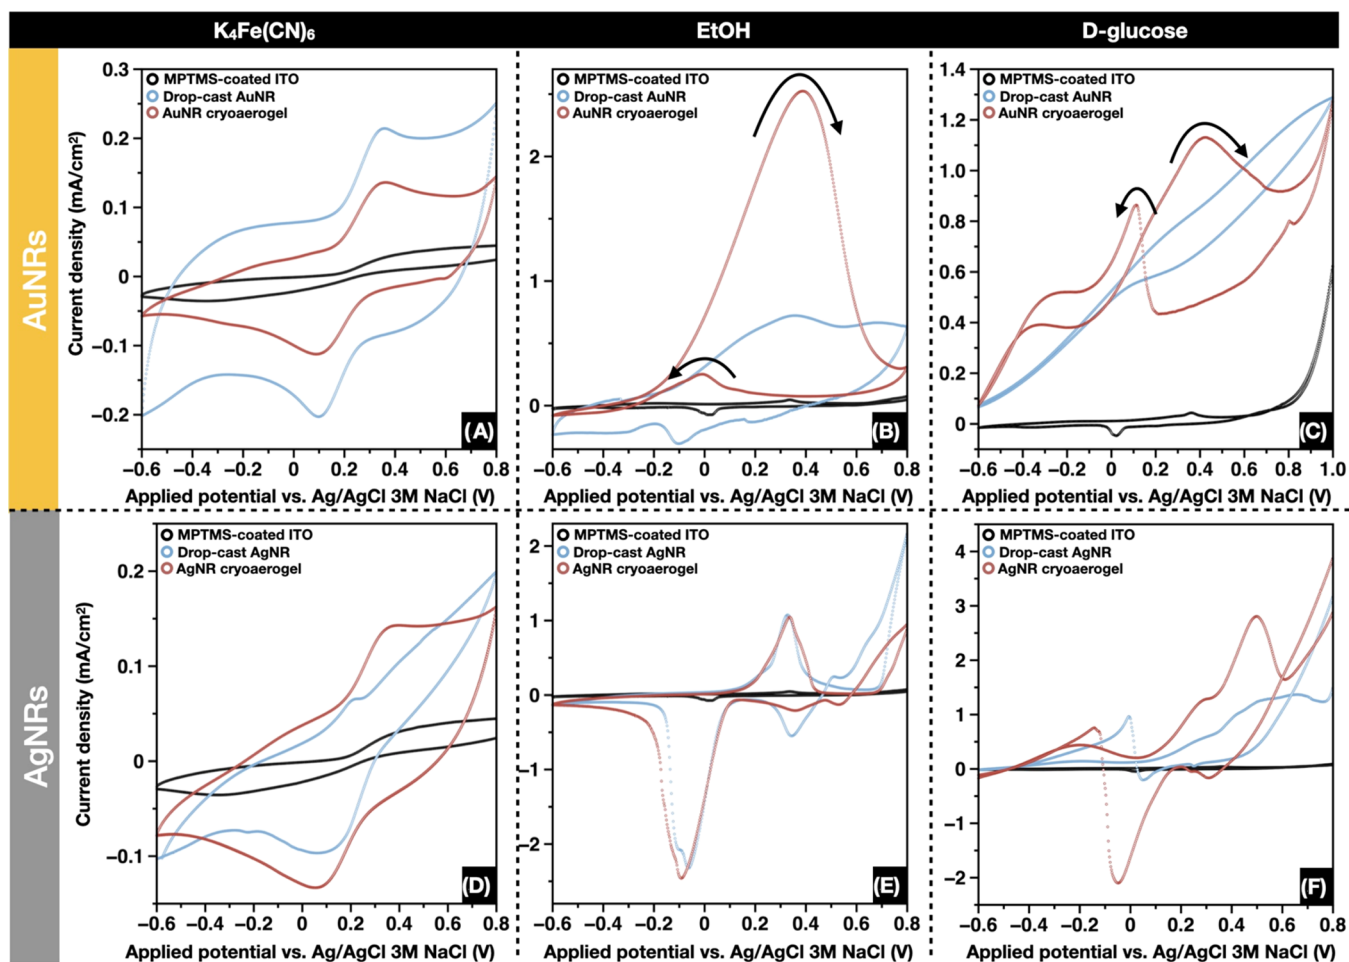 K₄Fe(CN)₆ EtOH D-glucose
AuNRs
Current density (mA/cm²)
MPTMS-coated ITO
Drop-cast AuNR
AuNR cryoaerogel
0.3
0.2
0.1
0
−0.1
−0.2
(A)
−0.6 −0.4 −0.2 0 0.2 0.4 0.6 0.8
Applied potential vs. Ag/AgCl 3M NaCl (V)
MPTMS-coated ITO
Drop-cast AuNR
AuNR cryoaerogel
2
1
0
(B)
−0.6 −0.4 −0.2 0 0.2 0.4 0.6 0.8
Applied potential vs. Ag/AgCl 3M NaCl (V)
MPTMS-coated ITO
Drop-cast AuNR
AuNR cryoaerogel
1.4
1.2
1.0
0.8
0.6
0.4
0.2
0
(C)
−0.6 −0.4 −0.2 0 0.2 0.4 0.6 0.8 1.0
Applied potential vs. Ag/AgCl 3M NaCl (V)
AgNRs
Current density (mA/cm²)
MPTMS-coated ITO
Drop-cast AgNR
AgNR cryoaerogel
0.2
0.1
0
−0.1
(D)
−0.6 −0.4 −0.2 0 0.2 0.4 0.6 0.8
Applied potential vs. Ag/AgCl 3M NaCl (V)
MPTMS-coated ITO
Drop-cast AgNR
AgNR cryoaerogel
2
1
0
−1
−2
(E)
−0.6 −0.4 −0.2 0 0.2 0.4 0.6 0.8
Applied potential vs. Ag/AgCl 3M NaCl (V)
MPTMS-coated ITO
Drop-cast AgNR
AgNR cryoaerogel
4
3
2
1
0
−1
−2
(F)
−0.6 −0.4 −0.2 0 0.2 0.4 0.6 0.8
Applied potential vs. Ag/AgCl 3M NaCl (V)